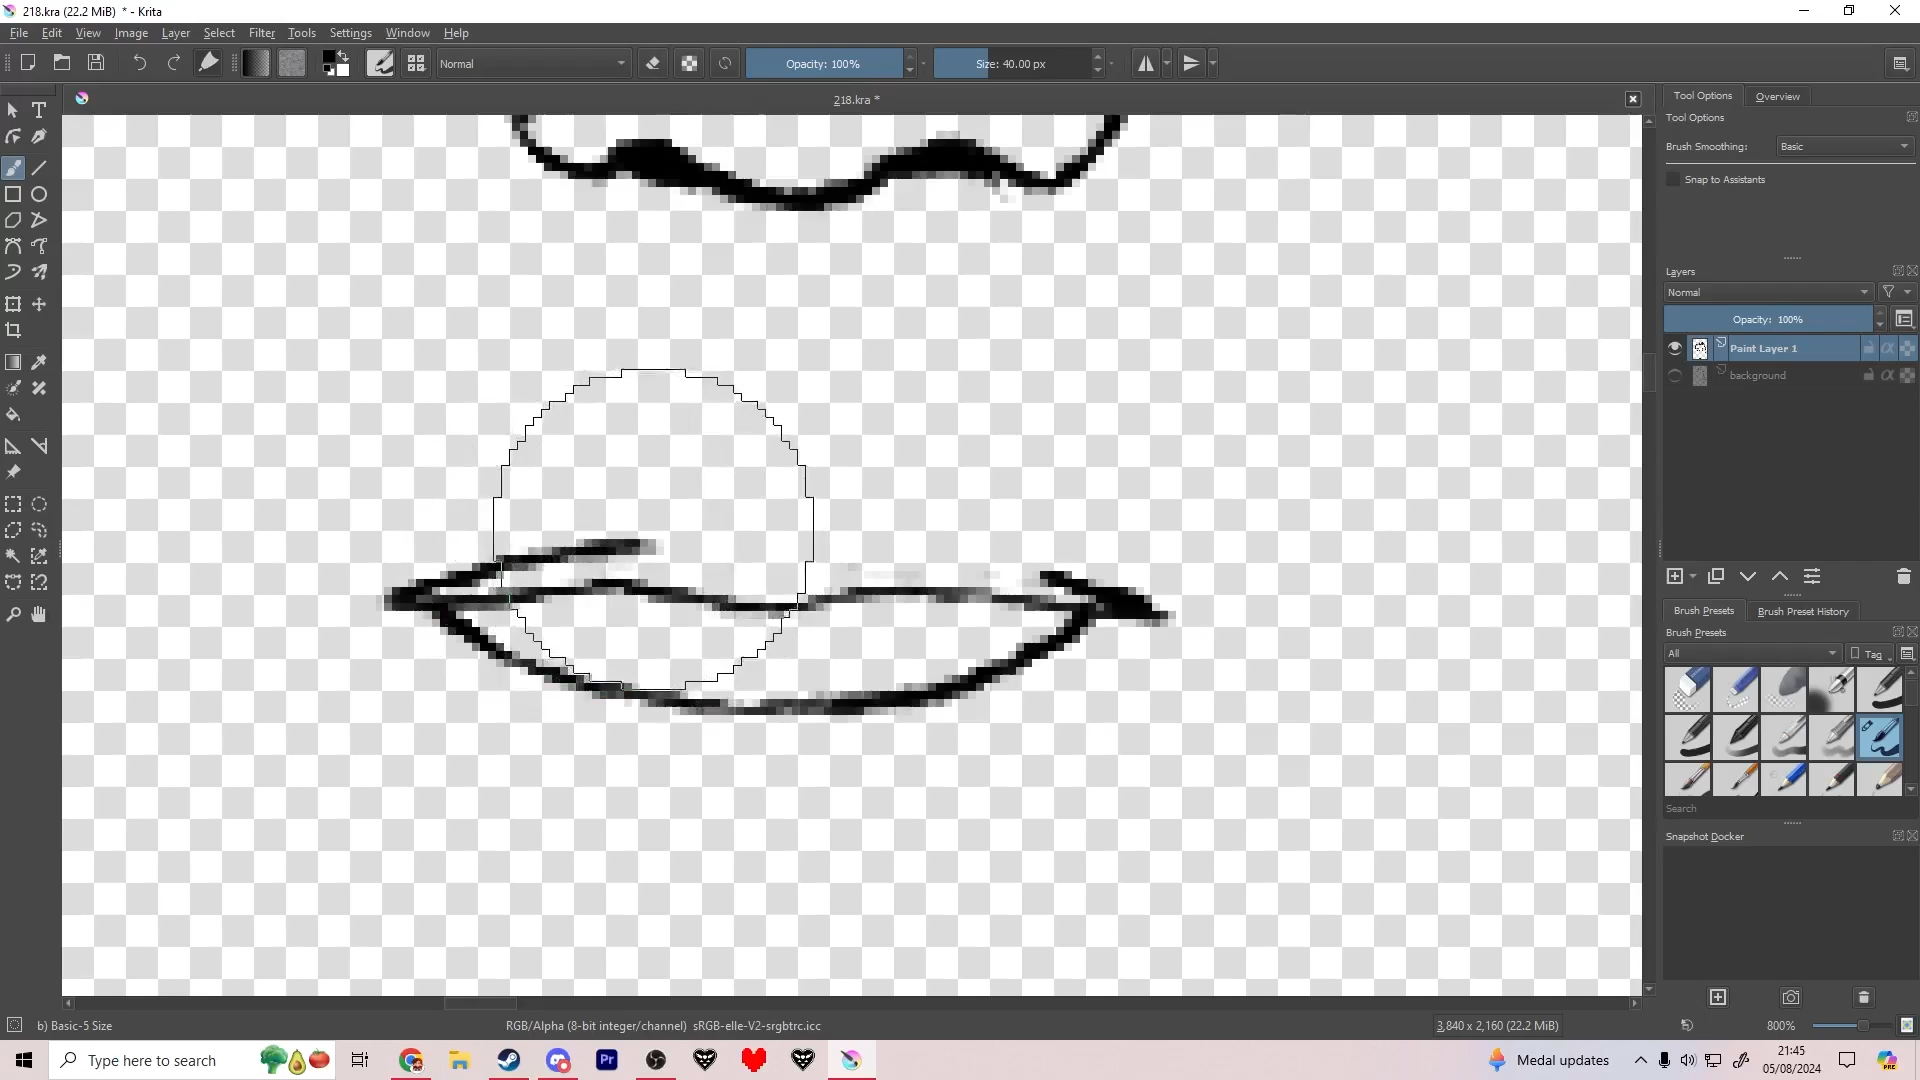 218.kra (22.2 MiB) * - Krita
File Edit View Image Layer Select Filter Tools Settings Window Help
Normal Opacity: 100% Size: 40.00 px
218.kra *
Tool Options Overview
Tool Options
Brush Smoothing: Basic
Snap to Assistants
Layers
Normal
Opacity: 100%
Paint Layer 1
background
Brush Presets Brush Preset History
Brush Presets
All Tag
Search
Snapshot Docker
b) Basic-5 Size RGB/Alpha (8-bit integer/channel) sRGB-elle-V2-srgbtrc.icc 3,840 x 2,160 (22.2 MiB) 800%
Type here to search Pr Medal updates 21:45
05/08/2024
PRE